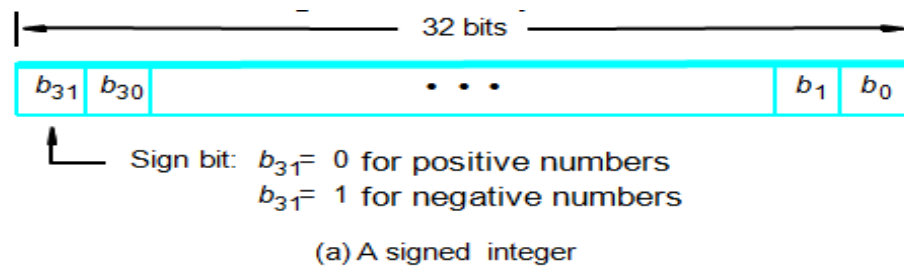 32 bits
b31 b30 • • • b1 b0
Sign bit: b31= 0 for positive numbers
b31= 1 for negative numbers
(a) A signed integer